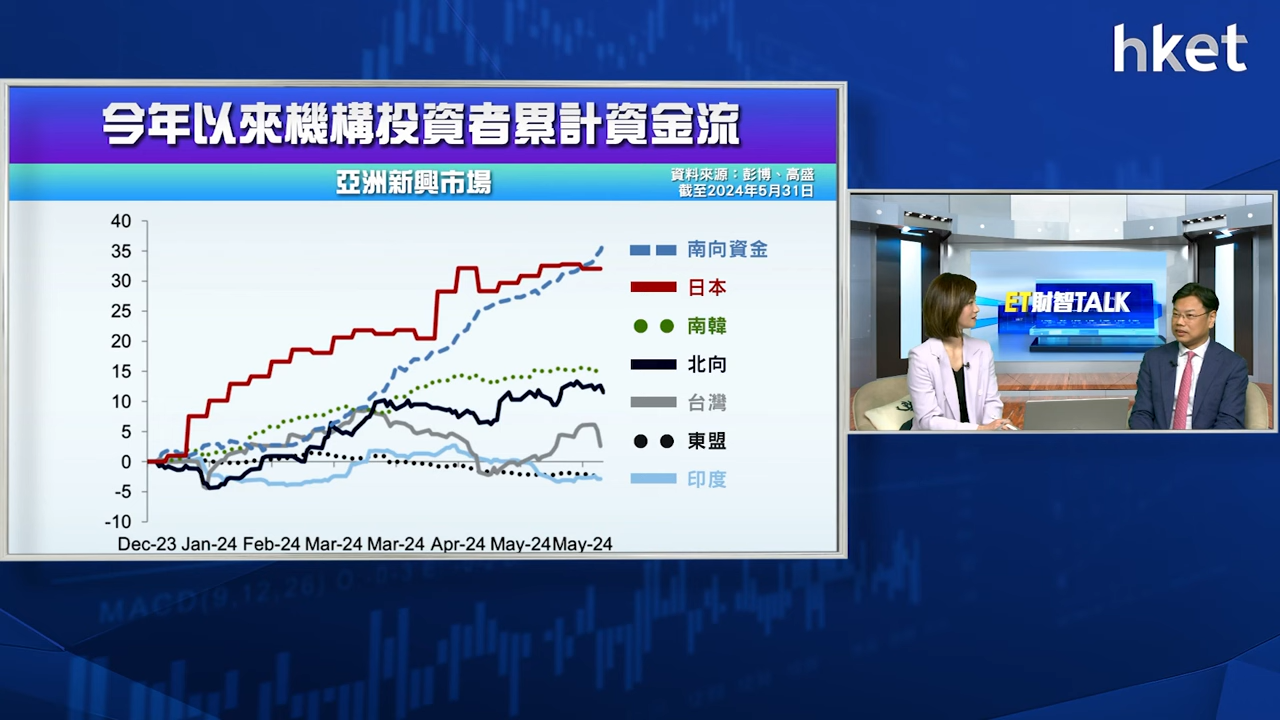 hket
今年以來機構投資者累計資金流
亞洲新興市場
資料來源：彭博、高盛
截至2024年5月31日
40
35
30
25
20
15
10
5
0
-5
-10
Dec-23 Jan-24 Feb-24 Mar-24 Mar-24 Apr-24 May-24 May-24
南向資金
日本
南韓
北向
台灣
東盟
印度
ET財智TALK
MACD(9,12,26)